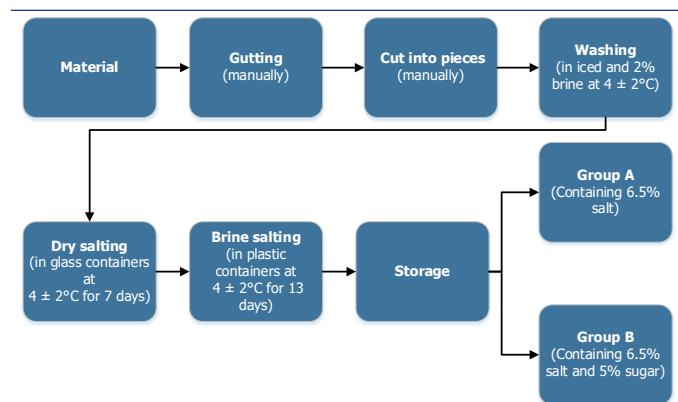 Material
Gutting
(manually)
Cut into pieces
(manually)
Washing
(in iced and 2%
brine at 4 ± 2°C)
Dry salting
(in glass containers
at
4 ± 2°C for 7 days)
Brine salting
(in plastic
containers at
4 ± 2°C for 13
days)
Storage
Group A
(Containing 6.5%
salt)
Group B
(Containing 6.5%
salt and 5% sugar)